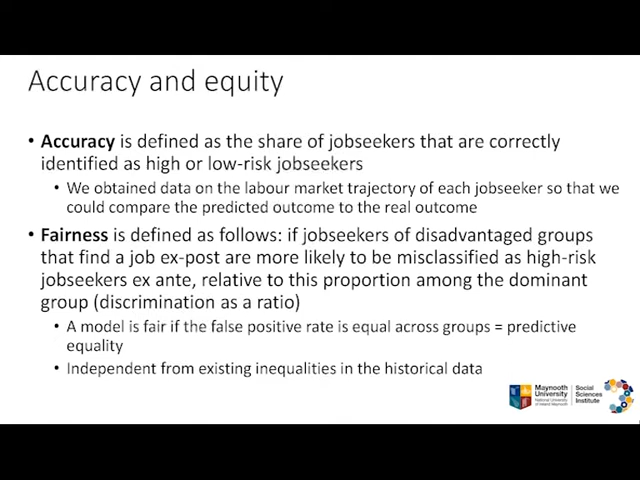 Accuracy and equity
• Accuracy is defined as the share of jobseekers that are correctly
identified as high or low-risk jobseekers
• We obtained data on the labour market trajectory of each jobseeker so that we
could compare the predicted outcome to the real outcome
• Fairness is defined as follows: if jobseekers of disadvantaged groups
that find a job ex-post are more likely to be misclassified as high-risk
jobseekers ex ante, relative to this proportion among the dominant
group (discrimination as a ratio)
• A model is fair if the false positive rate is equal across groups = predictive
equality
• Independent from existing inequalities in the historical data
Maynooth
University
National University
of Ireland Maynooth
Social
Sciences
Institute